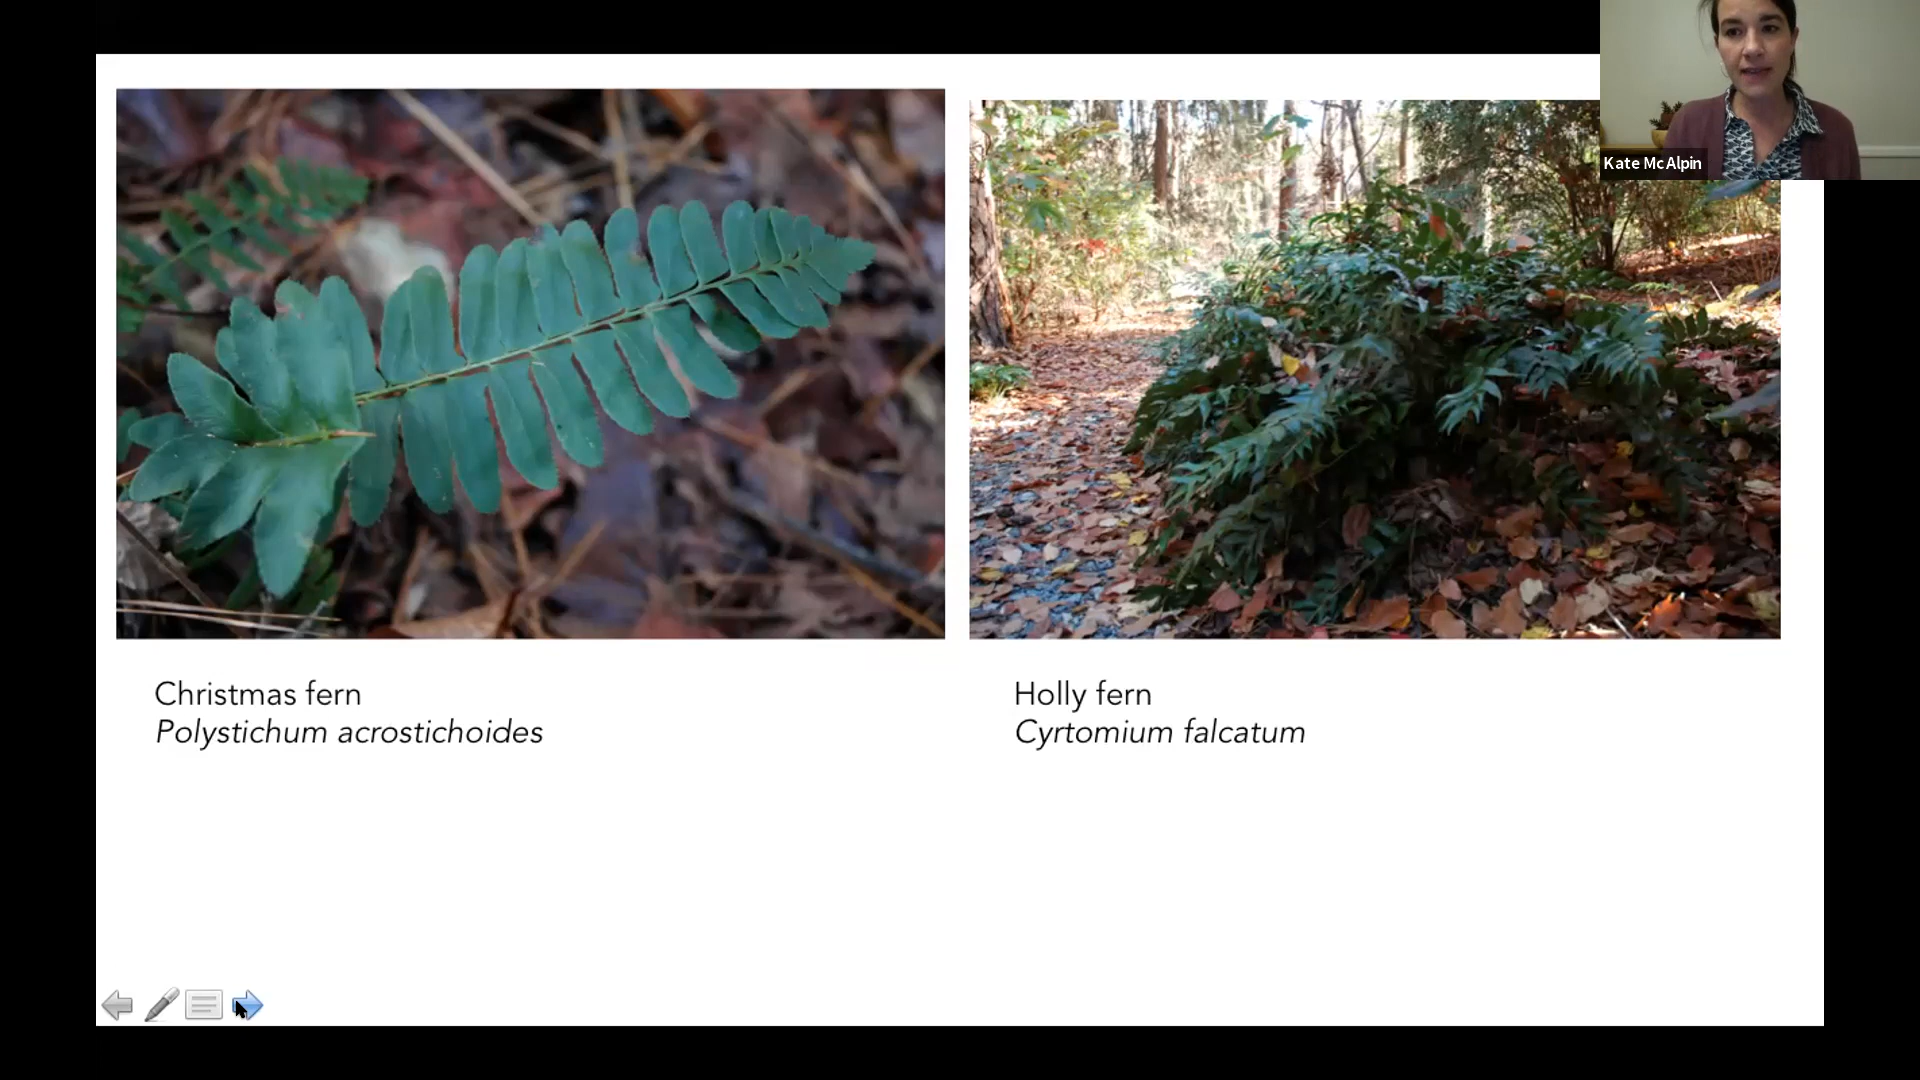 Kate McAlpin
Christmas fern
Polystichum acrostichoides
Holly fern
Cyrtomium falcatum